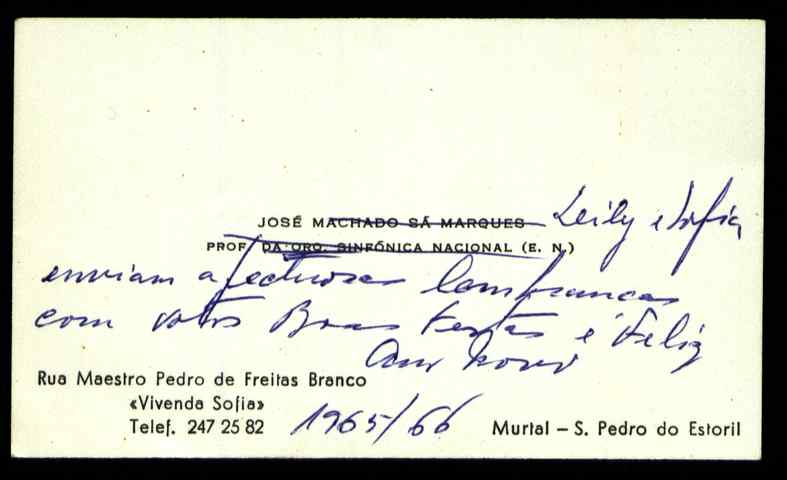 JOSÉ MACHADO SÁ MARQUES Leily e Sofia,
PROF. DA ORQ. SINFÓNICA NACIONAL (E. N.)
enviam afectuosas lembranças
com votos Boas Festas e Feliz
Ano Novo
Rua Maestro Pedro de Freitas Branco
«Vivenda Sofia»
Telef. 247 25 82 1965/66 Murtal – S. Pedro do Estoril